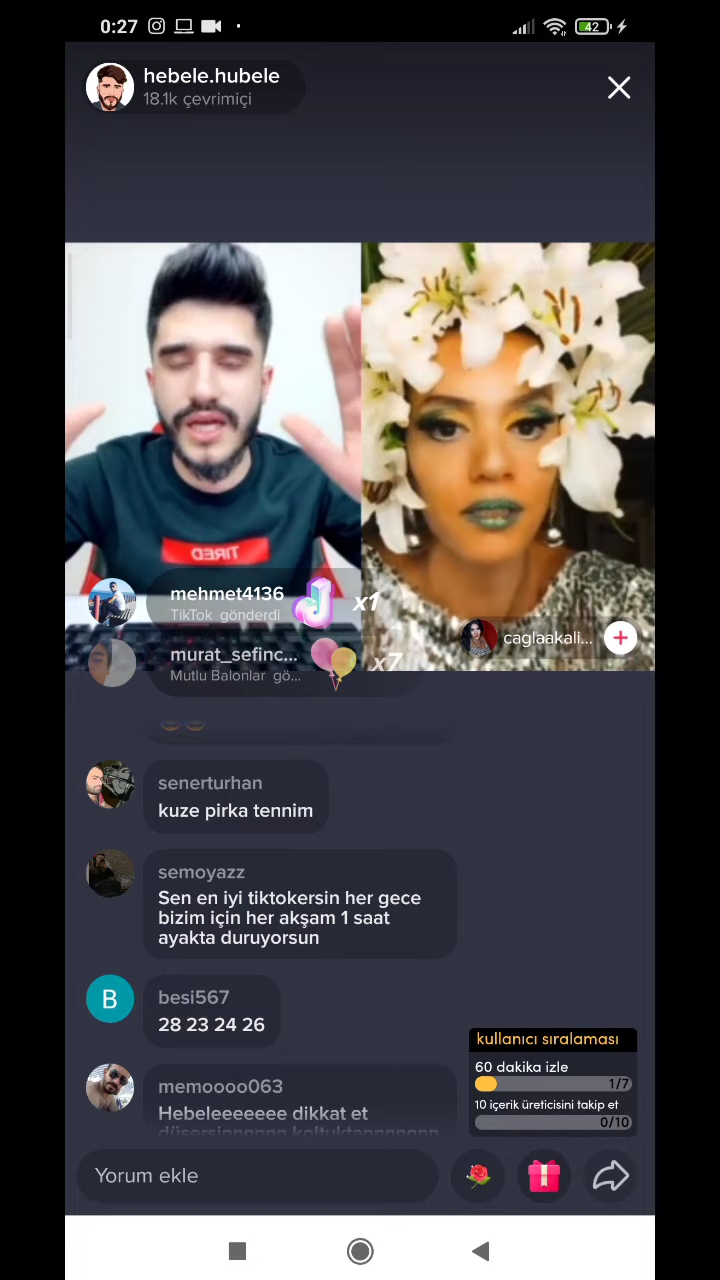 0:27
42
hebele.hubele
18.1k çevrimiçi
TIRED
mehmet4136
TikTok gönderdi
x1
caglaakali...
murat_sefinc...
Mutlu Balonlar gö...
x7
senerturhan
kuze pirka tennim
semoyazz
Sen en iyi tiktokersin her gece
bizim için her akşam 1 saat
ayakta duruyorsun
B
besi567
28 23 24 26
kullanıcı sıralaması
60 dakika izle
1/7
10 içerik üreticisini takip et
0/10
memoooo063
Hebeleeeeeee dikkat et
Yorum ekle